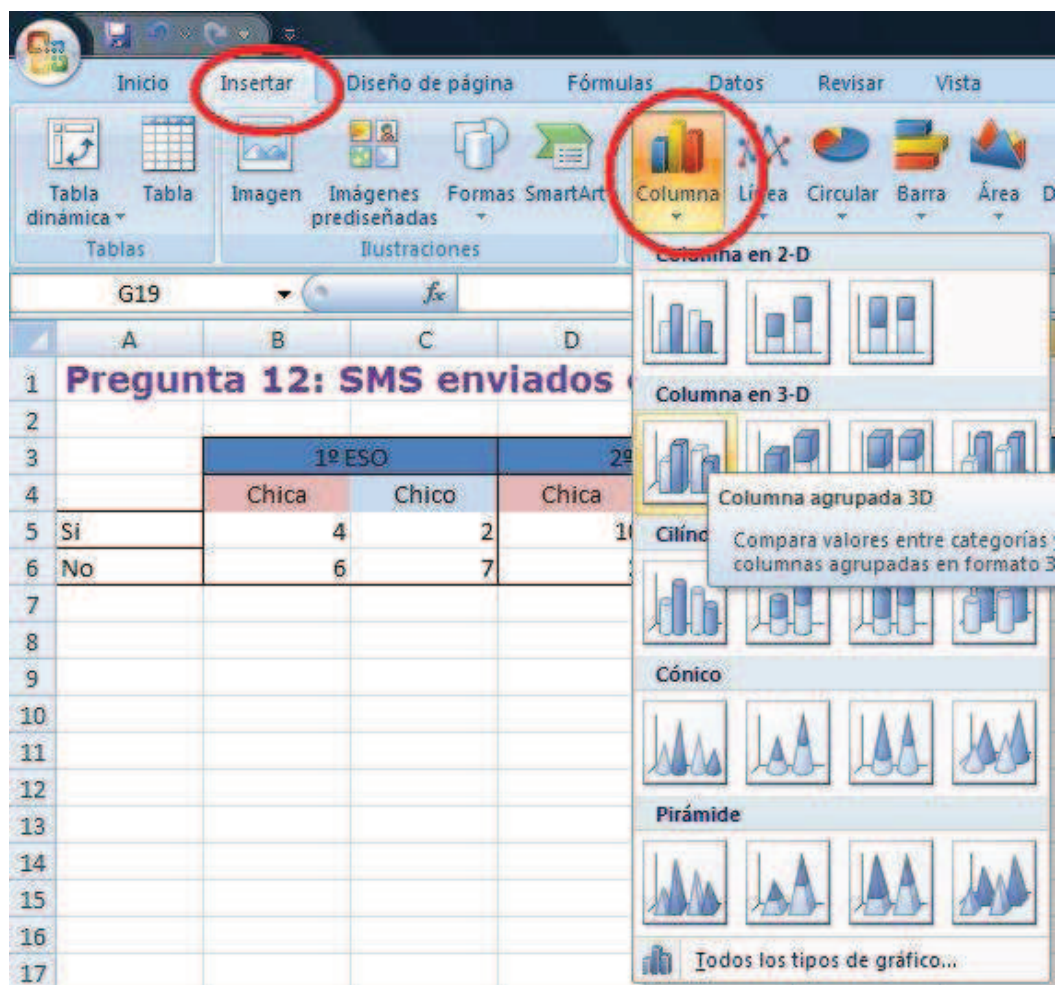 Inicio Insertar Diseño de página Fórmulas Datos Revisar Vista
Tabla dinámica Tabla Imagen Imágenes prediseñadas Formas SmartArt Columna Línea Circular Barra Área D
Tablas Ilustraciones
Columna en 2-D
G19 fx
A B C D
1 Pregunta 12: SMS enviados
Columna en 3-D
2
3 1º ESO 2º
4 Chica Chico Chica
Columna agrupada 3D
5 Sí 4 2 10
Compara valores entre categorías
columnas agrupadas en formato 3
6 No 6 7
7
8
9
Cónico
10
11
12
13
Pirámide
14
15
16
17
Todos los tipos de gráfico...